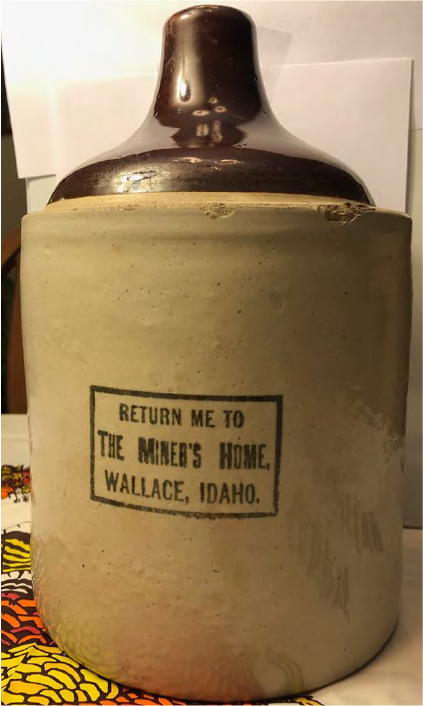 RETURN ME TO
THE MINER'S HOME,
WALLACE, IDAHO.